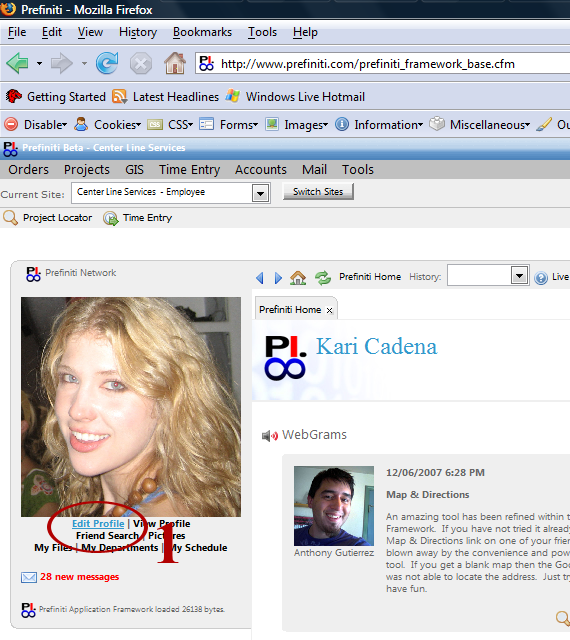 Prefiniti - Mozilla Firefox
File Edit View History Bookmarks Tools Help
http://www.prefiniti.com/prefiniti_framework_base.cfm
Getting Started Latest Headlines Windows Live Hotmail
Disable Cookies CSS Forms Images Information Miscellaneous Ou
Prefiniti Beta - Center Line Services
Orders Projects GIS Time Entry Accounts Mail Tools
Current Site: Center Line Services - Employee Switch Sites
Project Locator Time Entry
Prefiniti Network
Prefiniti Home History: Live
Prefiniti Home x
PI.
Kari Cadena
WebGrams
12/06/2007 6:28 PM
Map & Directions
An amazing tool has been refined within t
Framework. If you have not tried it already
Map & Directions link on one of your frien
blown away by the convenience and pow
tool. If you get a blank map then the Goo
was not able to locate the address. Just try
have fun.
Anthony Gutierrez
Edit Profile | View Profile
Friend Search | Pictures
My Files | My Departments | My Schedule
1
28 new messages
Prefiniti Application Framework loaded 26138 bytes.